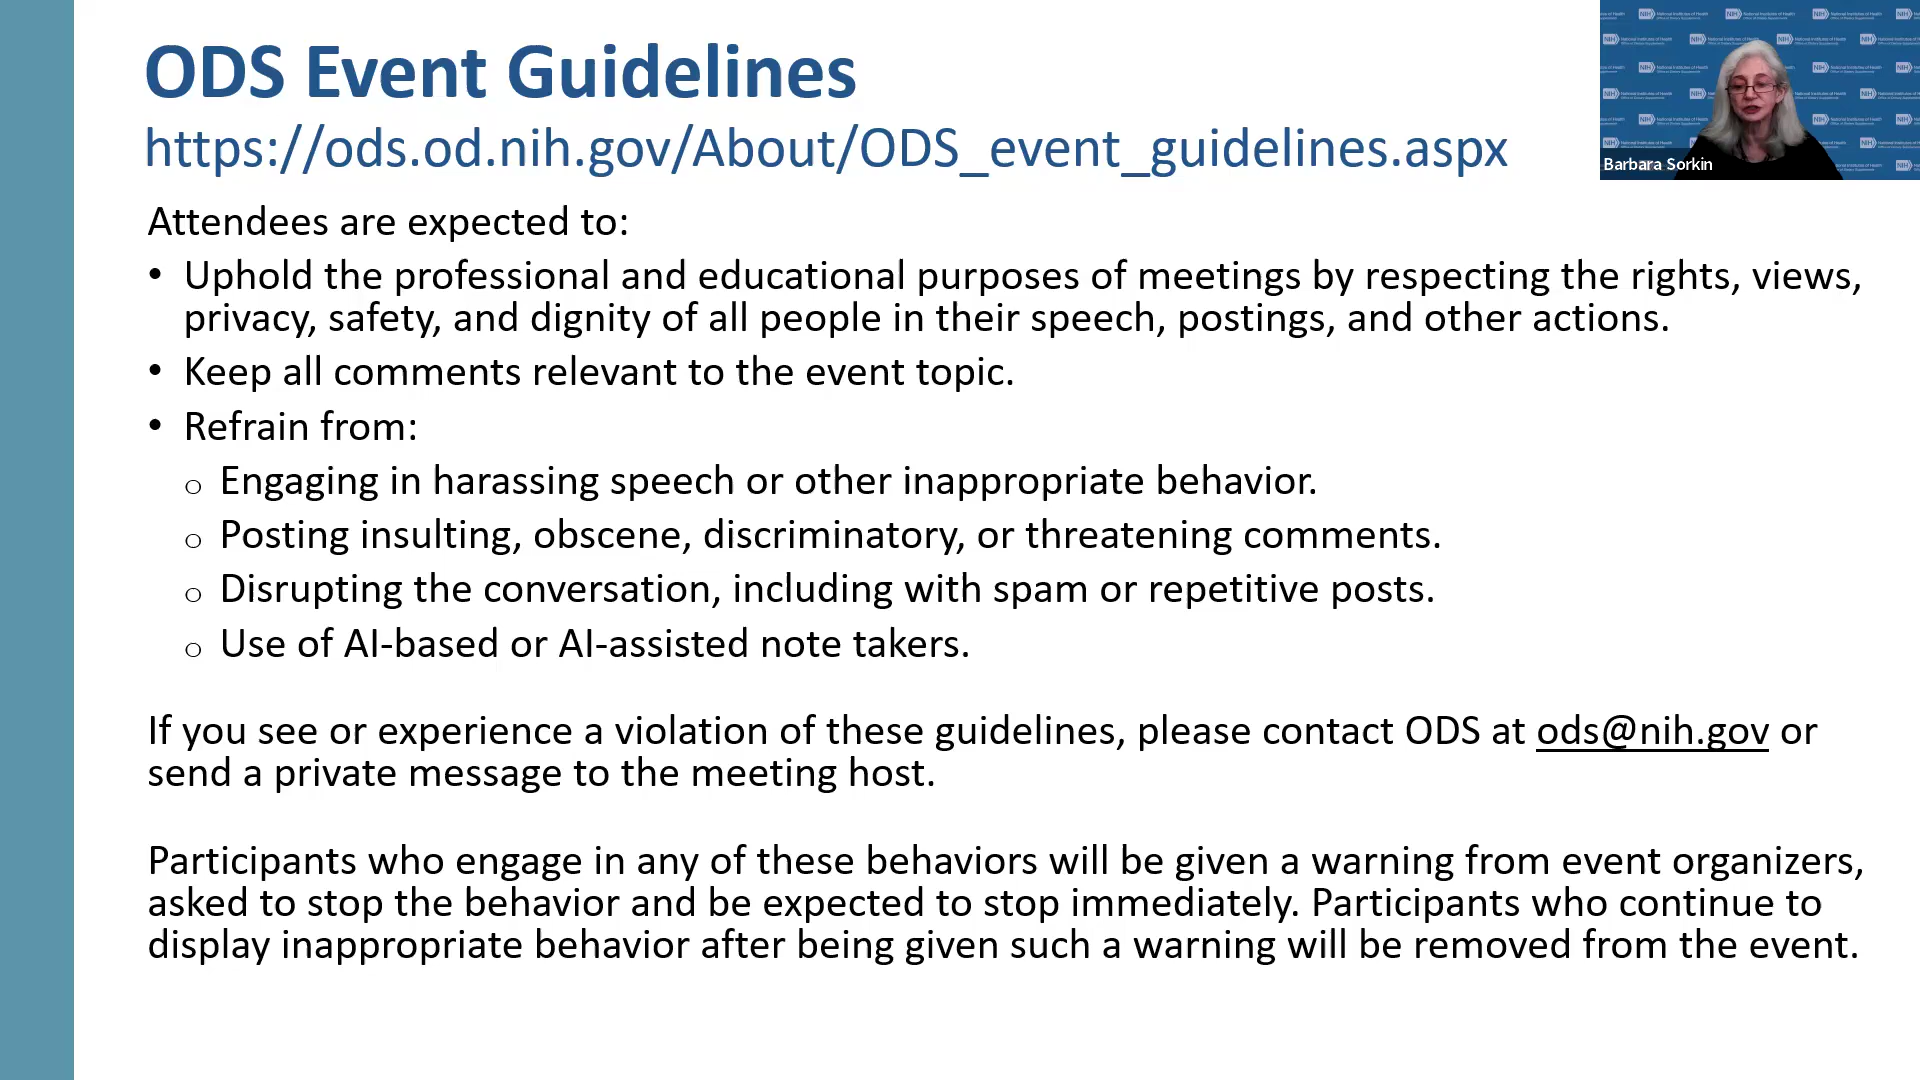 ODS Event Guidelines
https://ods.od.nih.gov/About/ODS_event_guidelines.aspx
Barbara Sorkin
Attendees are expected to:
• Uphold the professional and educational purposes of meetings by respecting the rights, views,
privacy, safety, and dignity of all people in their speech, postings, and other actions.
• Keep all comments relevant to the event topic.
• Refrain from:
o Engaging in harassing speech or other inappropriate behavior.
o Posting insulting, obscene, discriminatory, or threatening comments.
o Disrupting the conversation, including with spam or repetitive posts.
o Use of AI-based or AI-assisted note takers.
If you see or experience a violation of these guidelines, please contact ODS at ods@nih.gov or
send a private message to the meeting host.
Participants who engage in any of these behaviors will be given a warning from event organizers,
asked to stop the behavior and be expected to stop immediately. Participants who continue to
display inappropriate behavior after being given such a warning will be removed from the event.